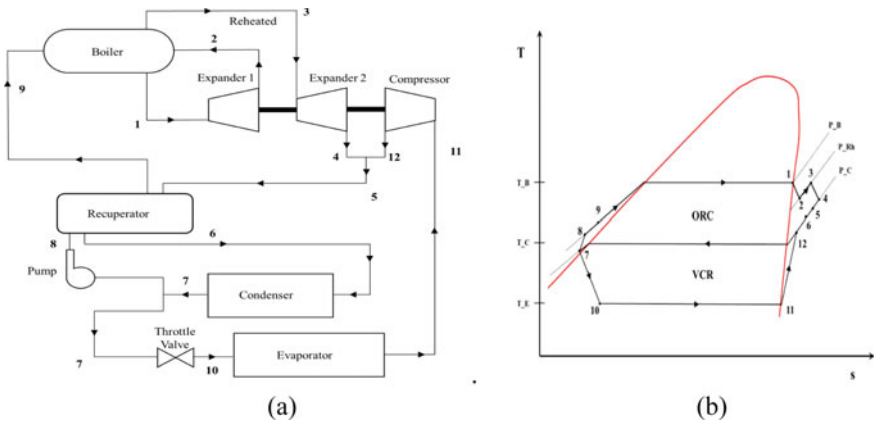 3
Reheated
2
Boiler
Expander 1
Expander 2
Compressor
9
1
4
12
11
5
Recuperator
8
6
Pump
7
Condenser
Throttle
Valve
7
10
Evaporator
(a)
T
P_B
P_Rh
P_C
T_B
1
3
2
4
5
6
9
8
ORC
T_C
7
12
VCR
T_E
10
11
s
(b)